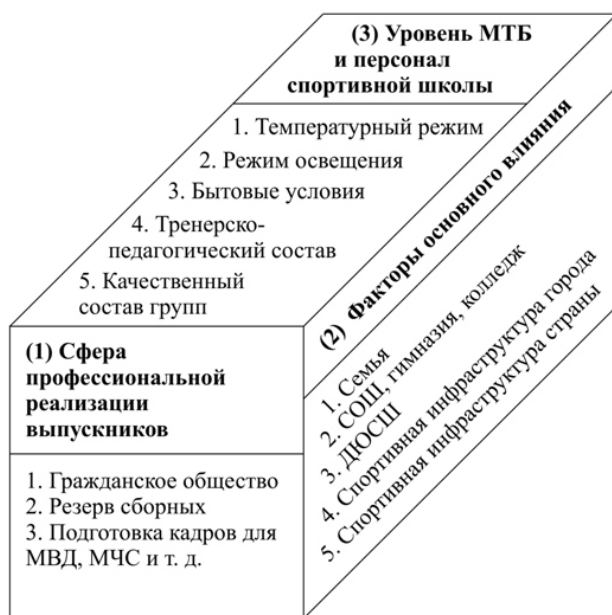 (3) Уровень МТБ
и персонал
спортивной школы
1. Температурный режим
2. Режим освещения
3. Бытовые условия
4. Тренерско-
педагогический состав
5. Качественный
состав групп
(1) Сфера
профессиональной
реализации
выпускников
1. Гражданское общество
2. Резерв сборных
3. Подготовка кадров для
МВД, МЧС и т. д.
(2) Факторы основного влияния
1. Семья
2. СОШ, гимназия, колледж
3. ДЮСШ
4. Спортивная инфраструктура города
5. Спортивная инфраструктура страны